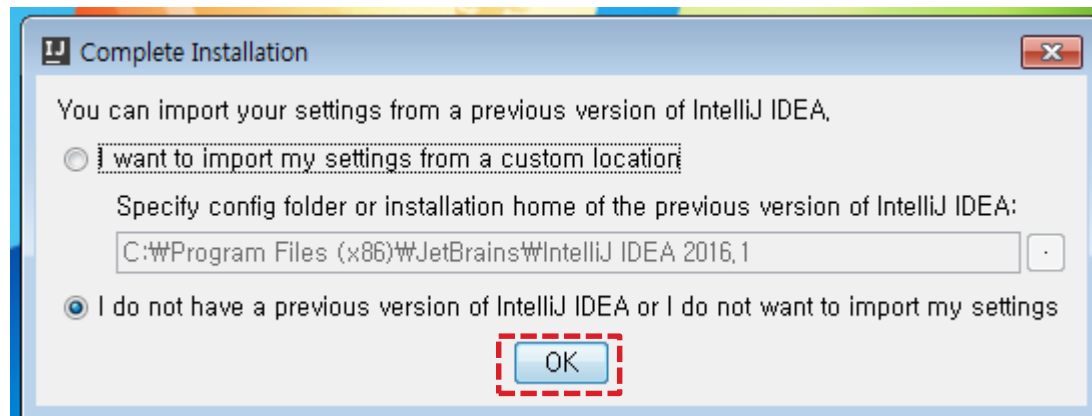 IJ Complete Installation
You can import your settings from a previous version of IntelliJ IDEA.
I want to import my settings from a custom location
Specify config folder or installation home of the previous version of IntelliJ IDEA:
C:₩Program Files (x86)₩JetBrains₩IntelliJ IDEA 2016.1
.
I do not have a previous version of IntelliJ IDEA or I do not want to import my settings
OK